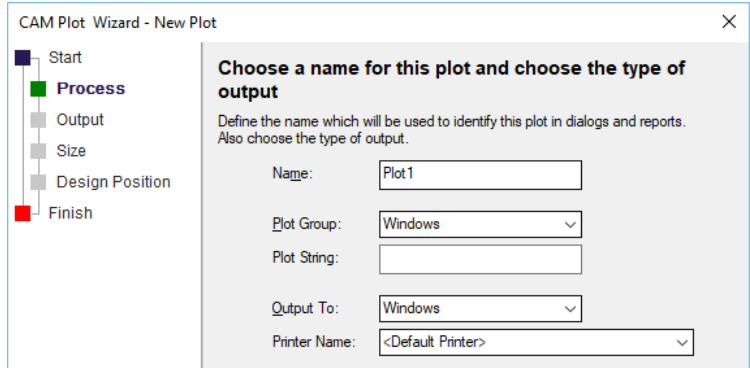 CAM Plot Wizard - New Plot
Start
Process
Output
Size
Design Position
Finish
Choose a name for this plot and choose the type of
output
Define the name which will be used to identify this plot in dialogs and reports.
Also choose the type of output.
Name: Plot1
Plot Group: Windows
Plot String:
Output To: Windows
Printer Name: <Default Printer>